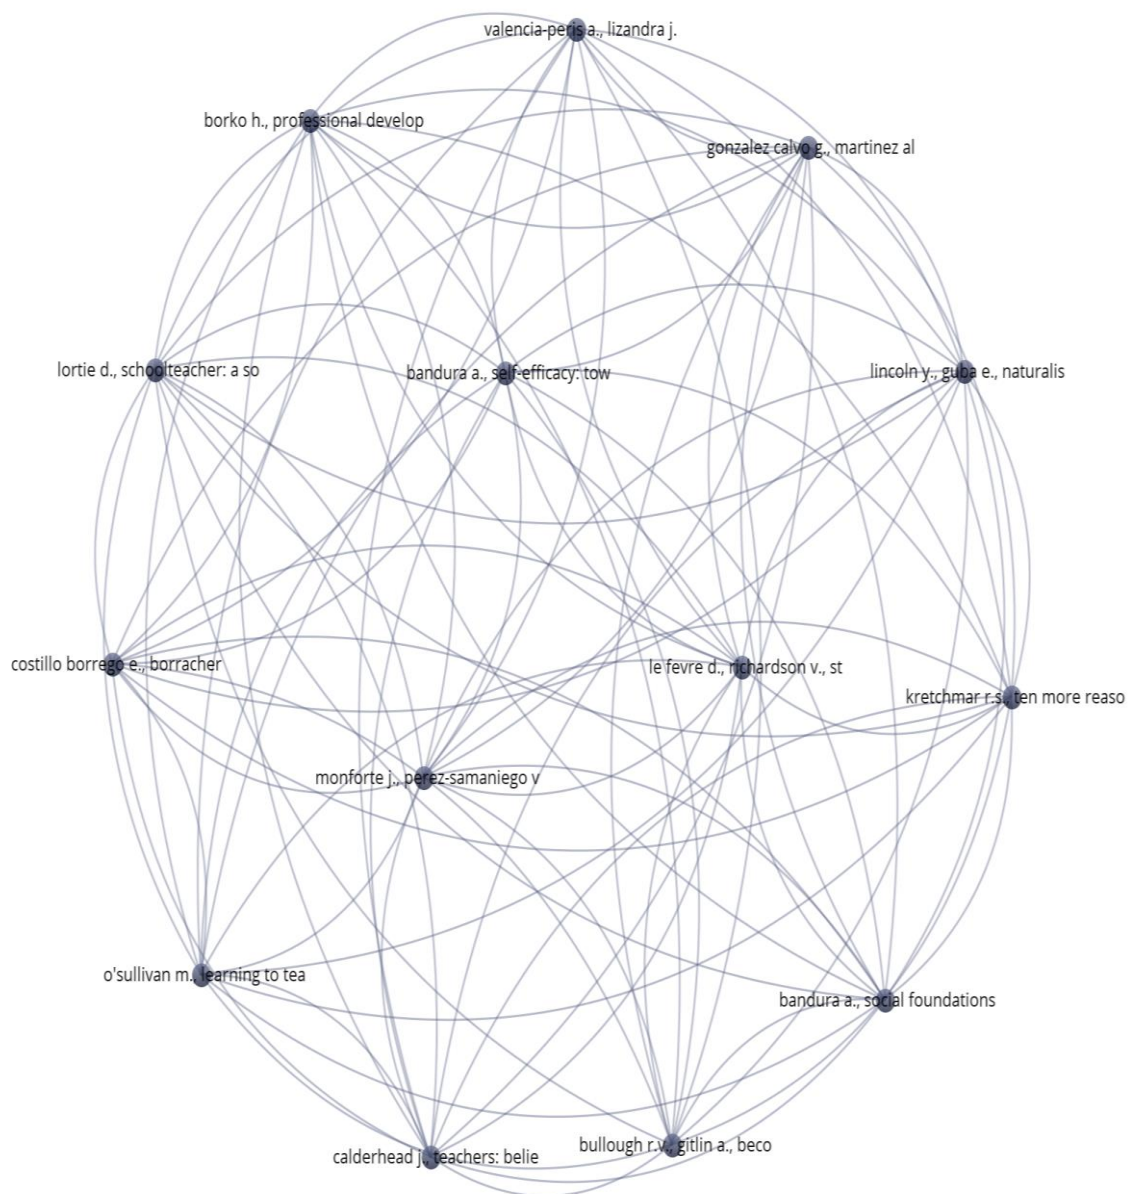 valencia-peris a., lizandra j.
borko h., professional develop
gonzalez calvo g., martinez al
lortie d., schoolteacher: a so
bandura a., self-efficacy: tow
lincoln y., guba e., naturalis
costillo borrego e., borracher
le fevre d., richardson v., st
kretchmar r.s., ten more reaso
monforte j., perez-samaniego v
o'sullivan m., learning to tea
bandura a., social foundations
calderhead j., teachers: belie
bullough r.v., gitlin a., beco